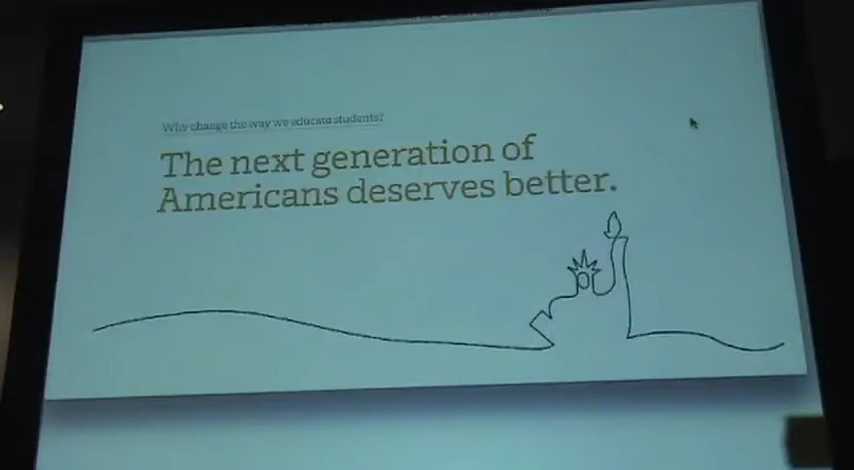 Why change the way we educate students?
The next generation of
Americans deserves better.